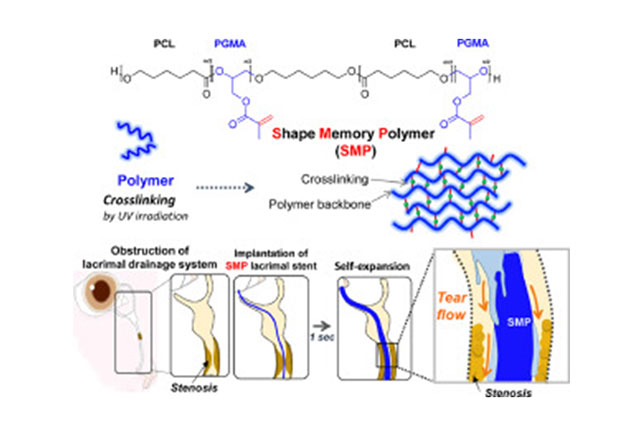 PCL PGMA PCL PGMA
H O O O O O O H
O O O O
O O
Shape Memory Polymer
(SMP)
Polymer
Crosslinking
by UV irradiation
Crosslinking
Polymer backbone
Obstruction of
lacrimal drainage system
Implantation of
SMP lacrimal stent
Self-expansion
1 sec
Stenosis
Tear
flow
SMP
Stenosis